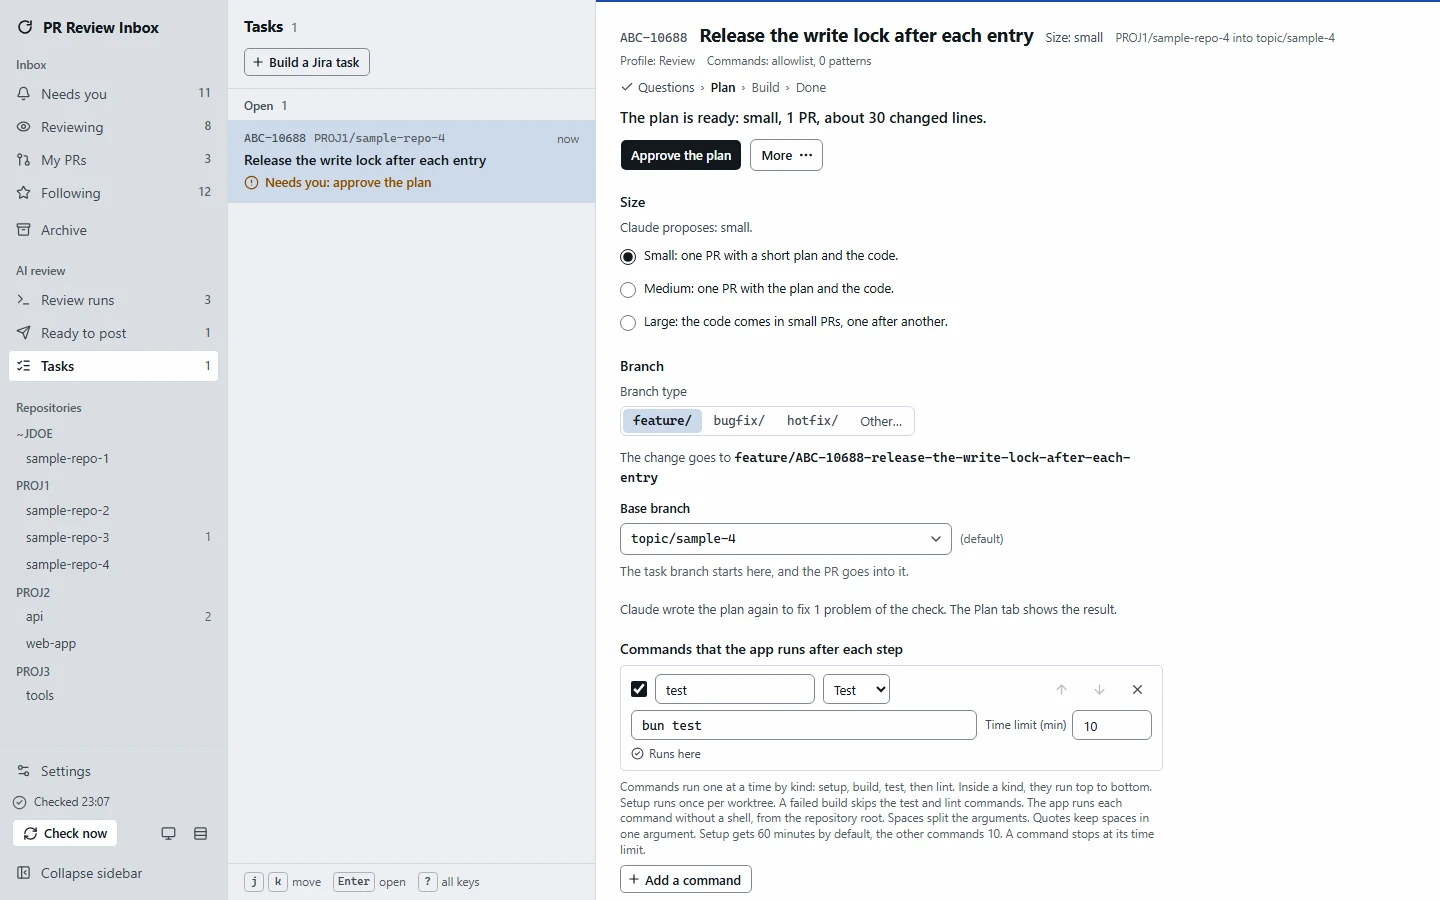 PR Review Inbox
Inbox
Needs you 11
Reviewing 8
My PRs 3
Following 12
Archive
AI review
Review runs 3
Ready to post 1
Tasks 1
Repositories
~JDOE
sample-repo-1
PROJ1
sample-repo-2
sample-repo-3 1
sample-repo-4
PROJ2
api 2
web-app
PROJ3
tools
Settings
Checked 23:07
Check now
Collapse sidebar
Tasks 1
+ Build a Jira task
Open 1
ABC-10688 PROJ1/sample-repo-4 now
Release the write lock after each entry
Needs you: approve the plan
j k move Enter open ? all keys
ABC-10688 Release the write lock after each entry Size: small PROJ1/sample-repo-4 into topic/sample-4
Profile: Review Commands: allowlist, 0 patterns
Questions › Plan › Build › Done
The plan is ready: small, 1 PR, about 30 changed lines.
Approve the plan More ···
Size
Claude proposes: small.
Small: one PR with a short plan and the code.
Medium: one PR with the plan and the code.
Large: the code comes in small PRs, one after another.
Branch
Branch type
feature/ bugfix/ hotfix/ Other...
The change goes to feature/ABC-10688-release-the-write-lock-after-each-
entry
Base branch
topic/sample-4 (default)
The task branch starts here, and the PR goes into it.
Claude wrote the plan again to fix 1 problem of the check. The Plan tab shows the result.
Commands that the app runs after each step
test Test
bun test Time limit (min) 10
Runs here
Commands run one at a time by kind: setup, build, test, then lint. Inside a kind, they run top to bottom.
Setup runs once per worktree. A failed build skips the test and lint commands. The app runs each
command without a shell, from the repository root. Spaces split the arguments. Quotes keep spaces in
one argument. Setup gets 60 minutes by default, the other commands 10. A command stops at its time
limit.
+ Add a command